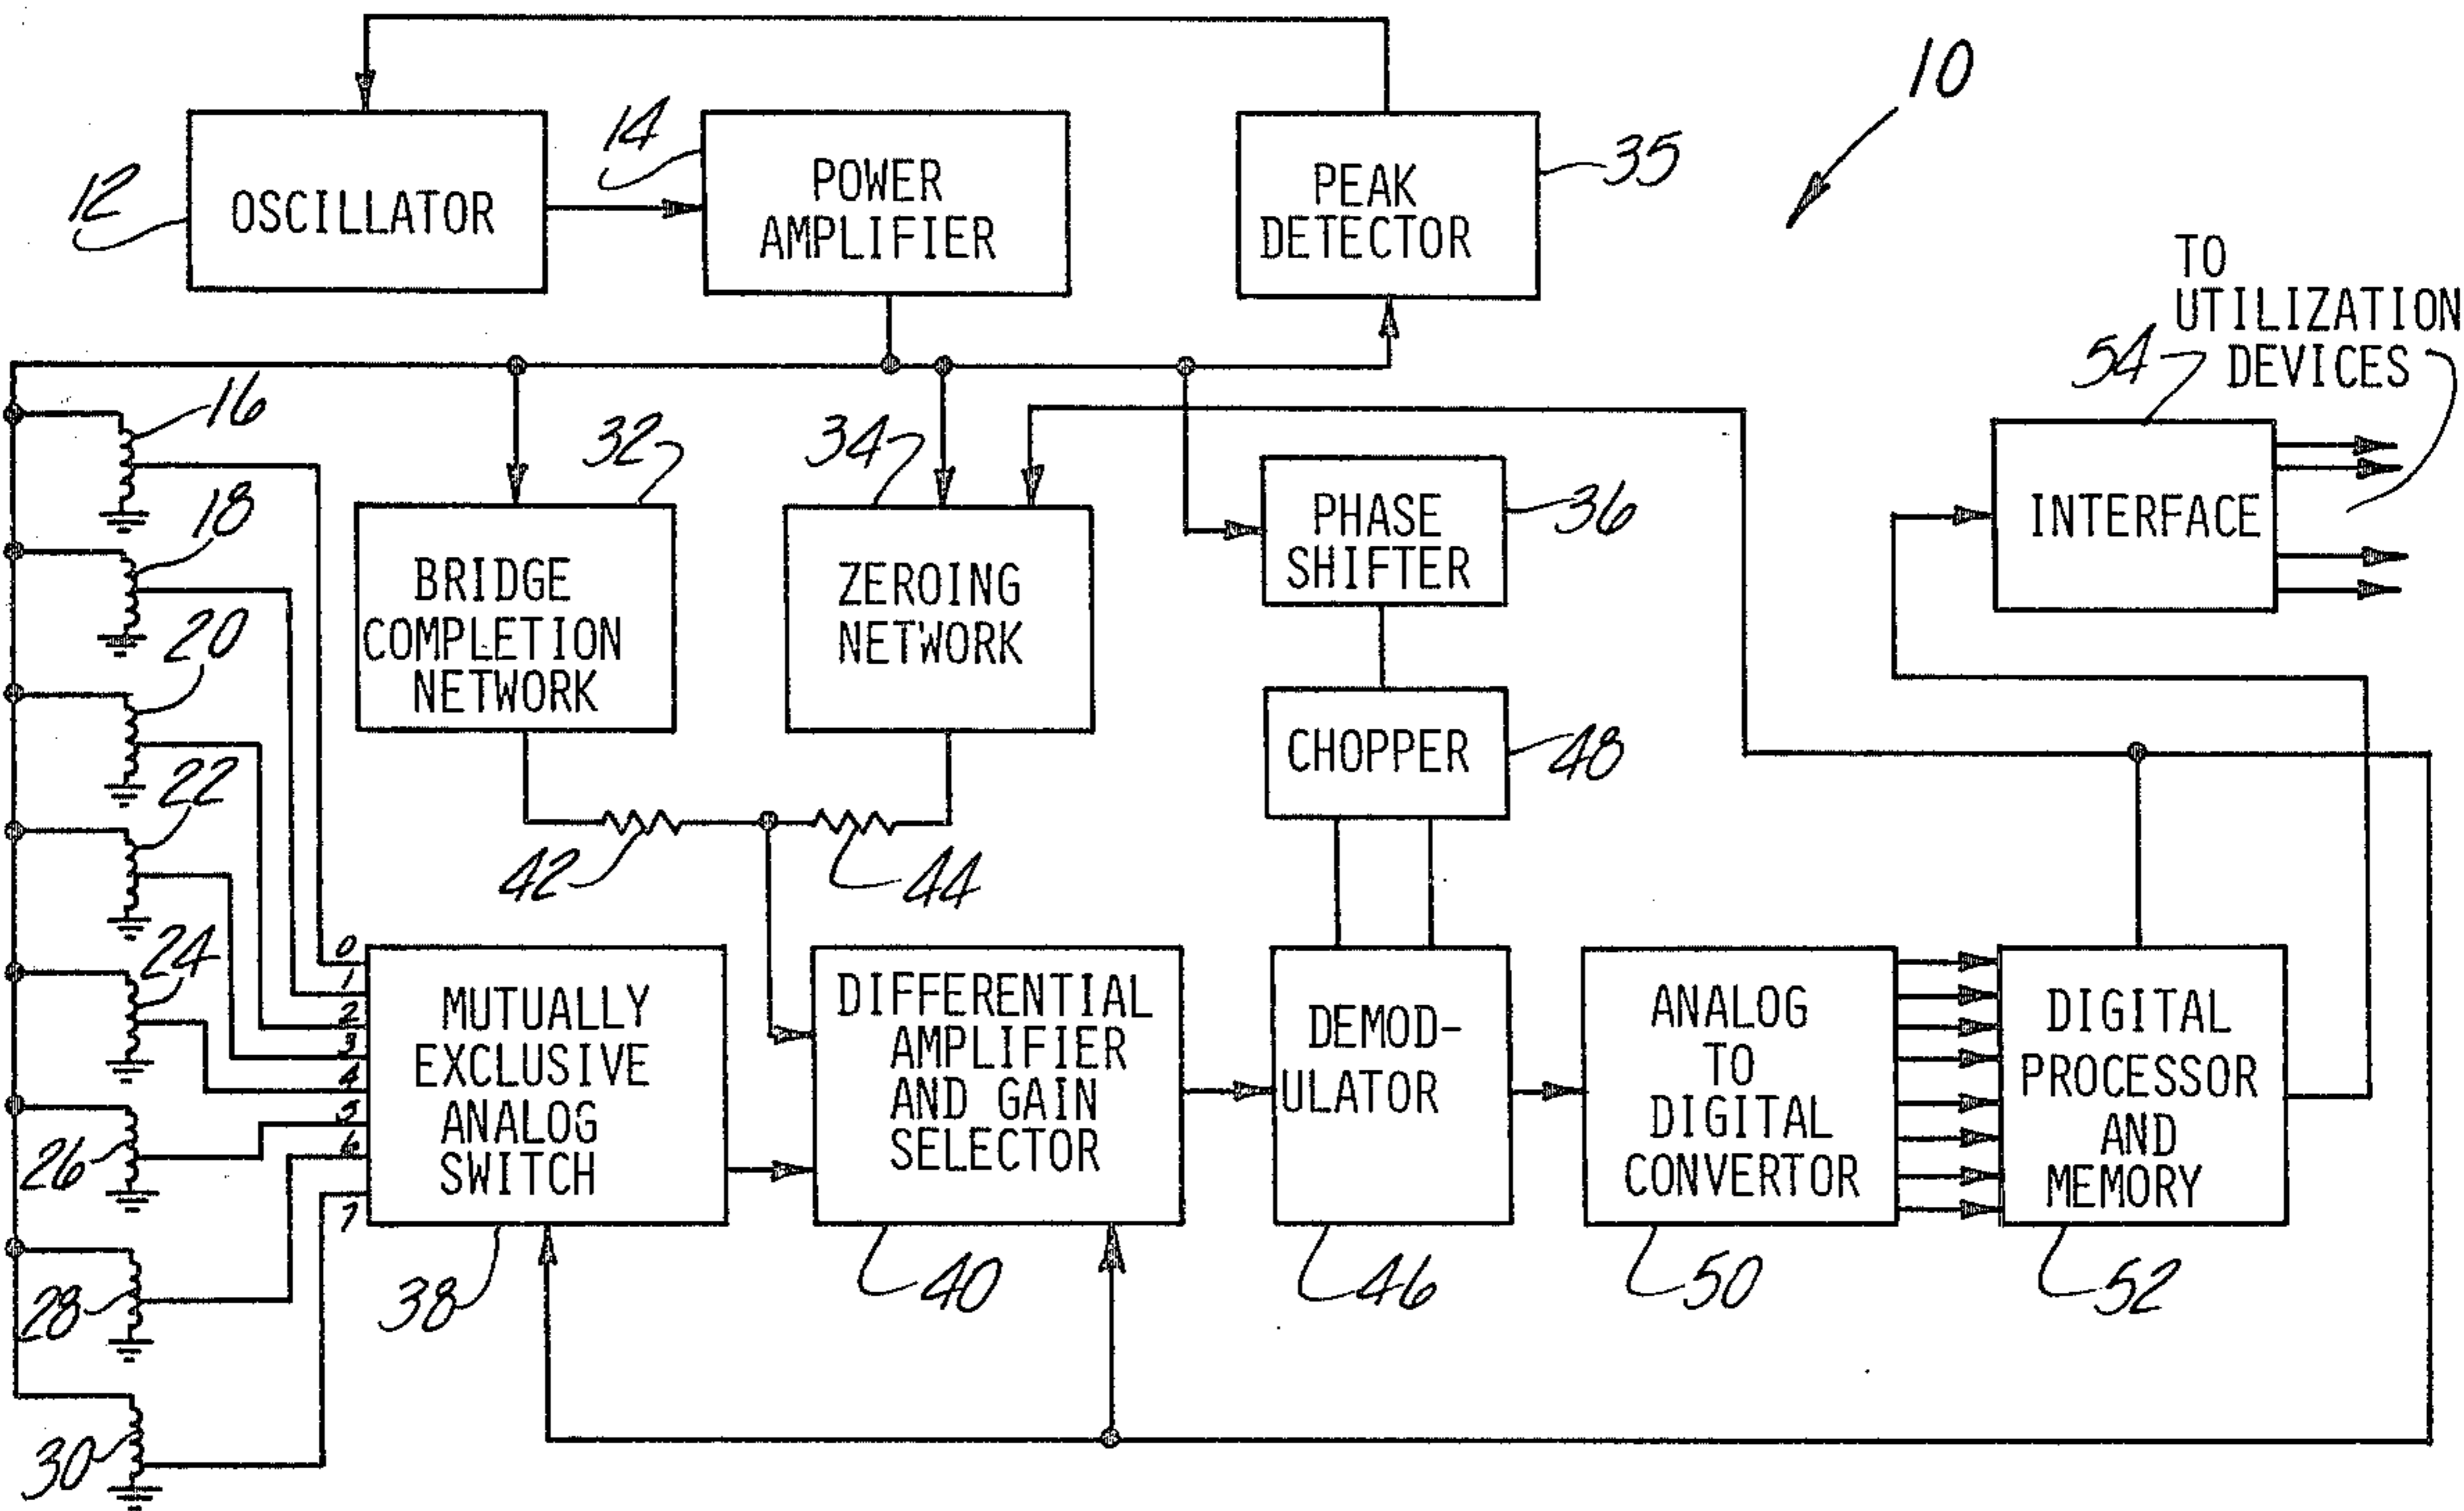 10
12
OSCILLATOR
14
POWER
AMPLIFIER
PEAK
DETECTOR
35
TO
UTILIZATION
DEVICES
54
INTERFACE
16
18
20
22
24
26
28
30
32
BRIDGE
COMPLETION
NETWORK
34
ZEROING
NETWORK
PHASE
SHIFTER
36
CHOPPER
48
42
44
0
1
2
3
4
5
6
7
MUTUALLY
EXCLUSIVE
ANALOG
SWITCH
38
DIFFERENTIAL
AMPLIFIER
AND GAIN
SELECTOR
40
DEMOD-
ULATOR
46
ANALOG
TO
DIGITAL
CONVERTOR
50
DIGITAL
PROCESSOR
AND
MEMORY
52